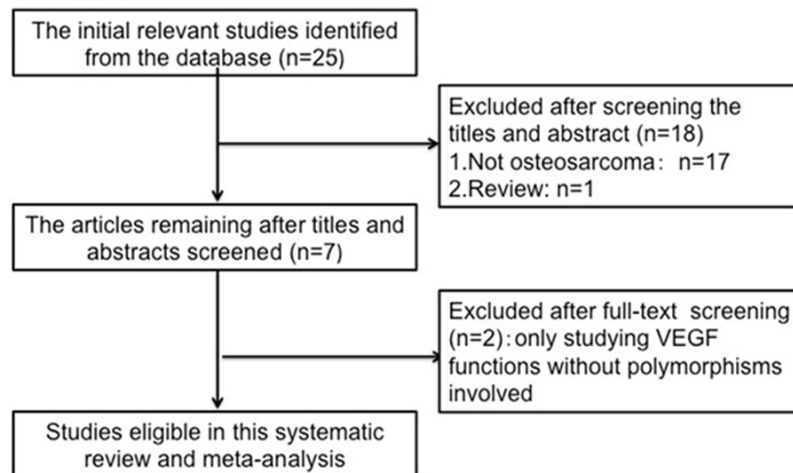 The initial relevant studies identified
from the database (n=25)
Excluded after screening the
titles and abstract (n=18)
1.Not osteosarcoma: n=17
2.Review: n=1
The articles remaining after titles and
abstracts screened (n=7)
Excluded after full-text screening
(n=2):only studying VEGF
functions without polymorphisms
involved
Studies eligible in this systematic
review and meta-analysis